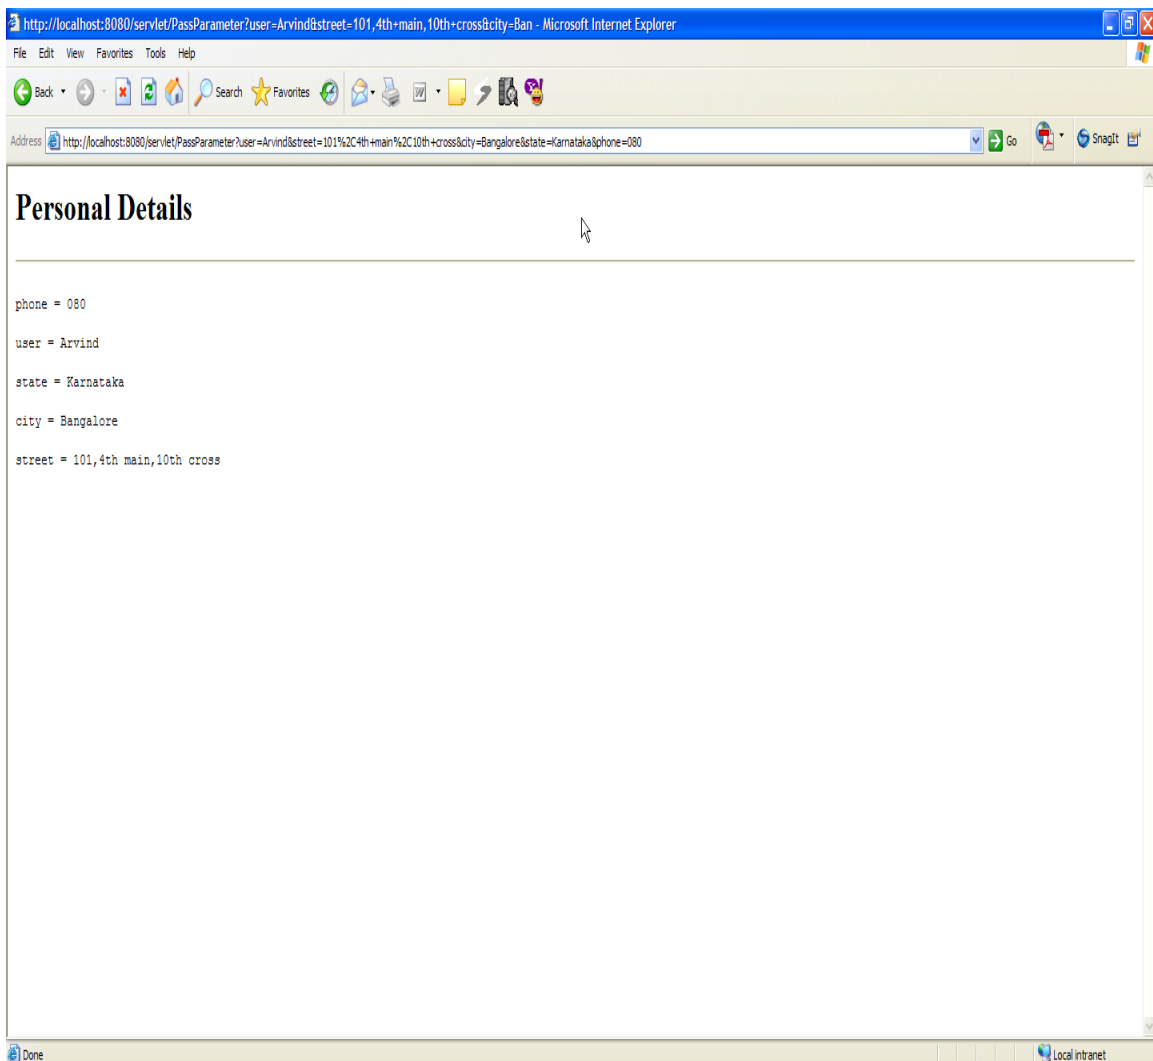 http://localhost:8080/servlet/PassParameter?user=Arvind&street=101,4th+main,10th+cross&city=Ban - Microsoft Internet Explorer
File Edit View Favorites Tools Help
Back Search Favorites
Address http://localhost:8080/servlet/PassParameter?user=Arvind&street=101%2C4th+main%2C10th+cross&city=Bangalore&state=Karnataka&phone=080 Go SnagIt
Personal Details
phone = 080
user = Arvind
state = Karnataka
city = Bangalore
street = 101,4th main,10th cross
Done Local intranet